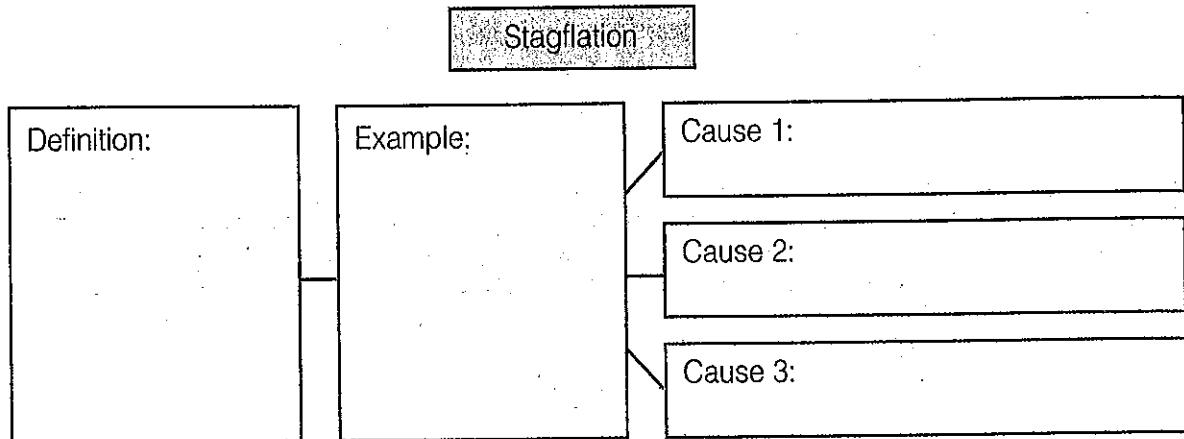 Stagflation
Definition:
Example:
Cause 1:
Cause 2:
Cause 3: